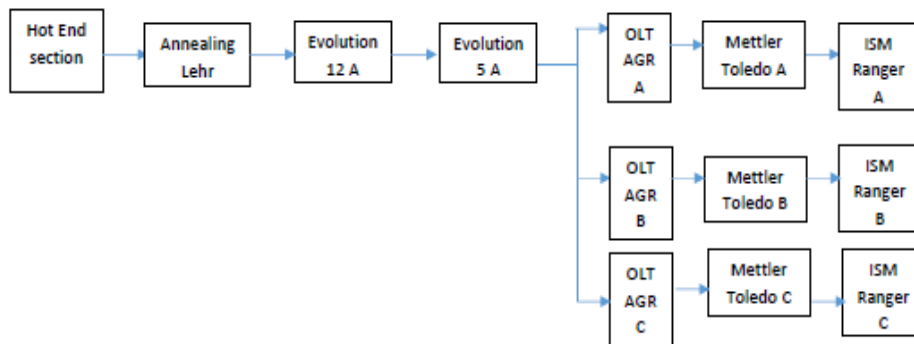 Hot End
section
Annealing
Lehr
Evolution
12 A
Evolution
5 A
OLT
AGR
A
Mettler
Toledo A
ISM
Ranger
A
OLT
AGR
B
Mettler
Toledo B
ISM
Ranger
B
OLT
AGR
C
Mettler
Toledo C
ISM
Ranger
C